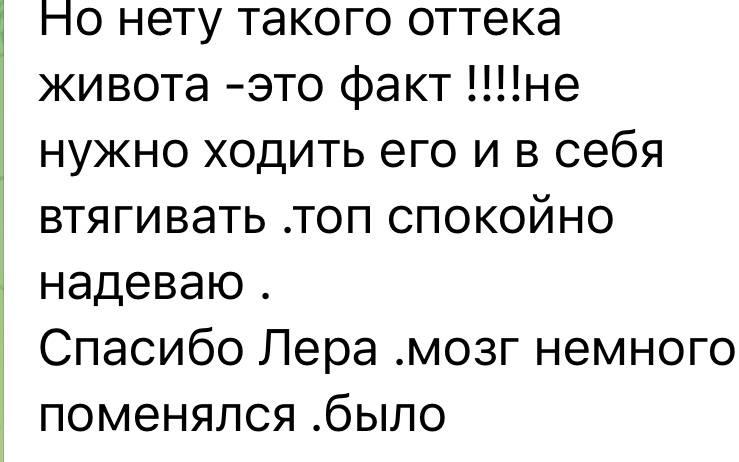 Но нету такого оттека
живота -это факт !!!!не
нужно ходить его и в себя
втягивать .топ спокойно
надеваю .
Спасибо Лера .мозг немного
поменялся .было